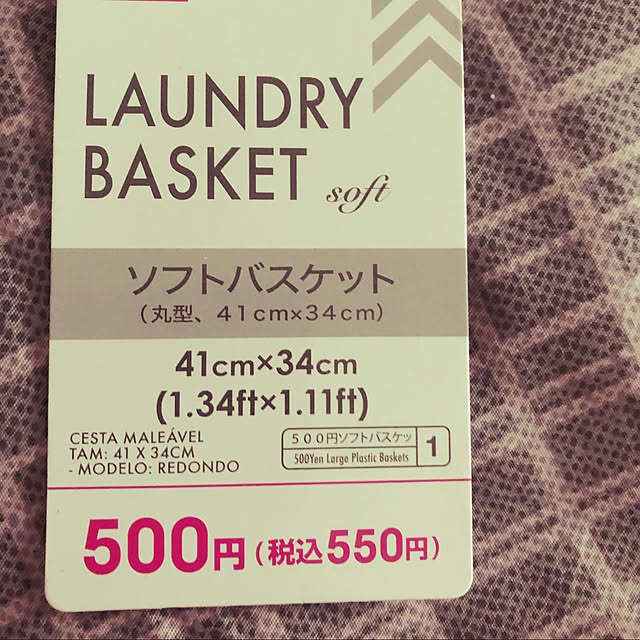 LAUNDRY
BASKET soft
ソフトバスケット
(丸型、41cm×34cm)
41cm×34cm
(1.34ft×1.11ft)
CESTA MALEÁVEL
TAM: 41 X 34CM
- MODELO: REDONDO
500円ソフトバスケッ
500Yen Large Plastic Baskets
1
500円(税込550円)